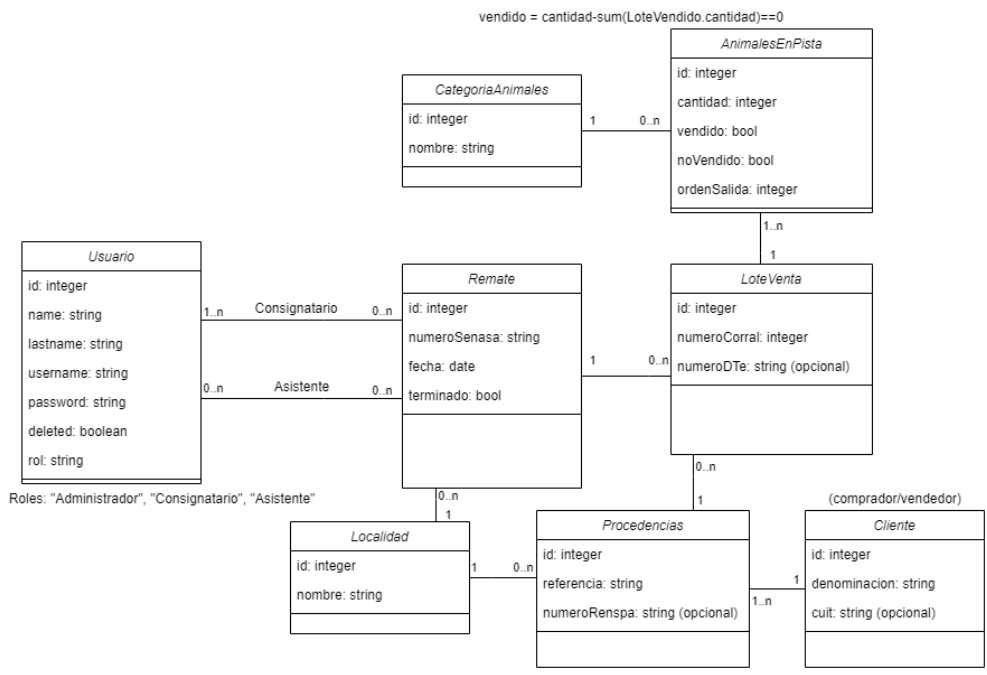 vendido = cantidad-sum(LoteVendido.cantidad)==0
AnimalesEnPista
id: integer
cantidad: integer
vendido: bool
noVendido: bool
ordenSalida: integer
CategoriaAnimales
id: integer
nombre: string
1
0..n
1..n
1
Usuario
id: integer
name: string
lastname: string
username: string
password: string
deleted: boolean
rol: string
Roles: "Administrador", "Consignatario", "Asistente"
1..n
Consignatario
0..n
0..n
Asistente
0..n
Remate
id: integer
numeroSenasa: string
fecha: date
terminado: bool
1
0..n
LoteVenta
id: integer
numeroCorral: integer
numeroDTe: string (opcional)
0..n
1
0..n
1
Localidad
id: integer
nombre: string
1
0..n
Procedencias
id: integer
referencia: string
numeroRenspa: string (opcional)
1
1..n
(comprador/vendedor)
Cliente
id: integer
denominacion: string
cuit: string (opcional)